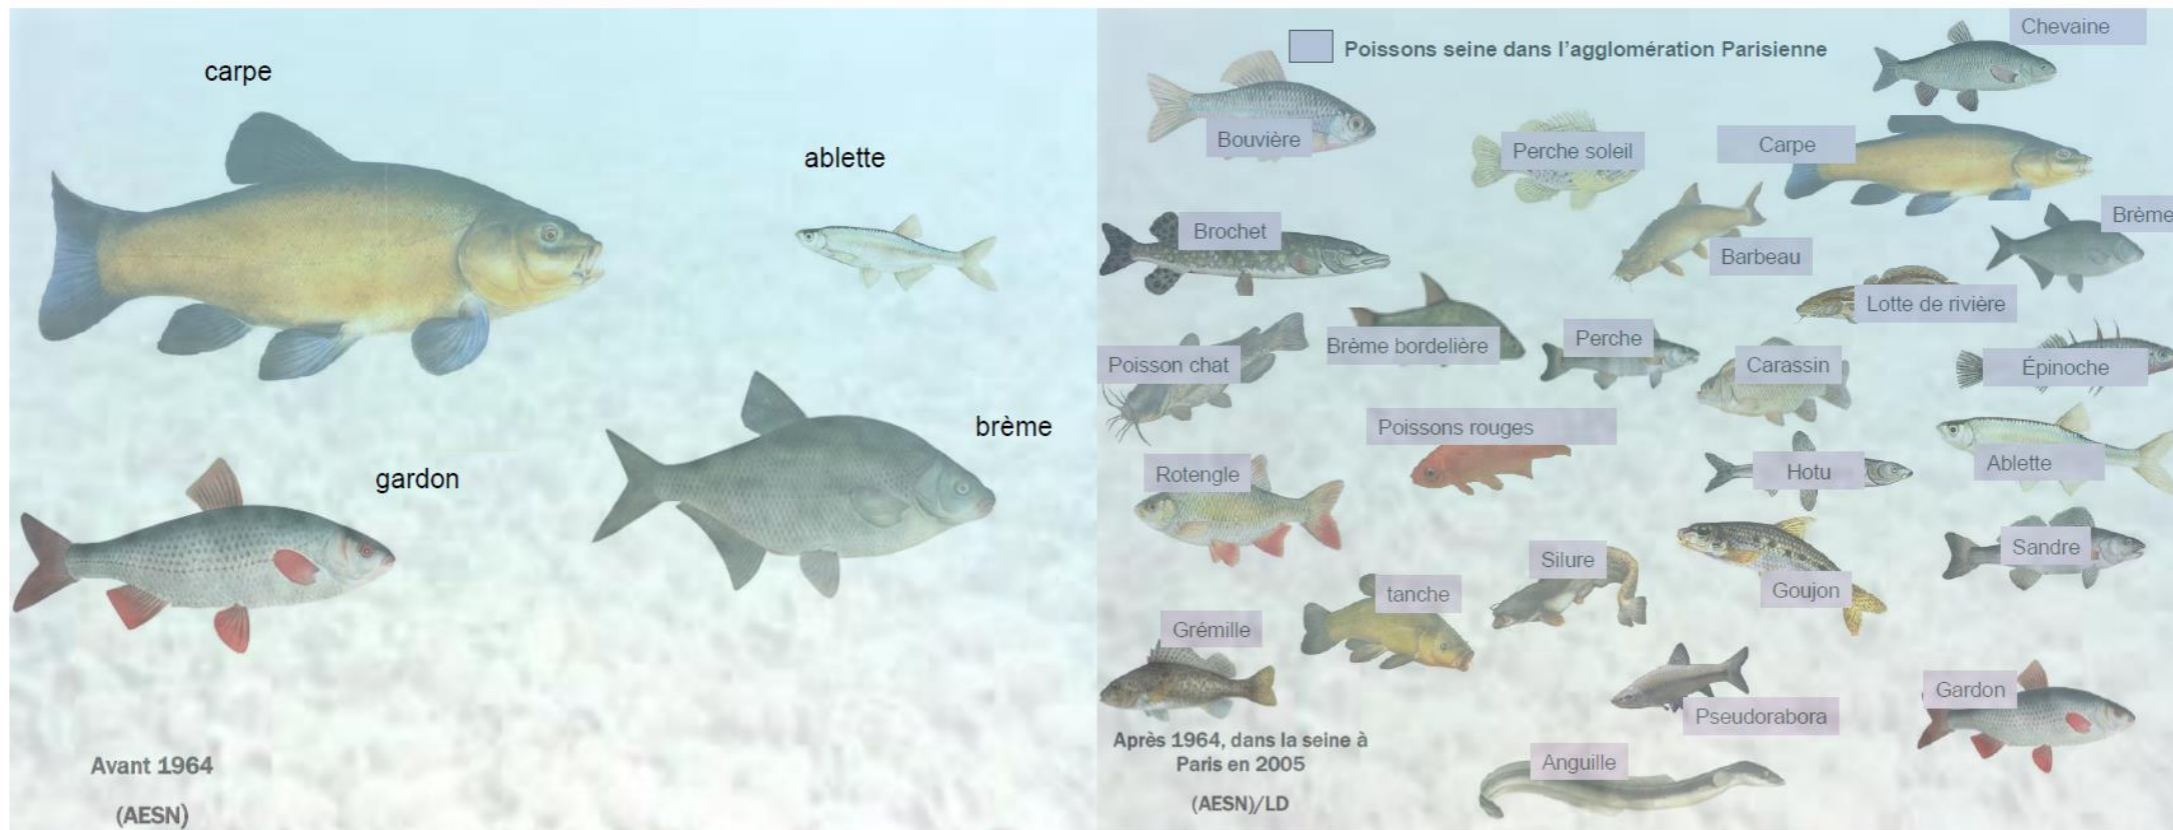 carpe
ablette
brème
gardon
Avant 1964
(AESN)
Poissons seine dans l'agglomération Parisienne
Chevaine
Bouvière
Perche soleil
Carpe
Brochet
Barbeau
Brème
Lotte de rivière
Poisson chat
Brème bordelière
Perche
Carassin
Épinoche
Poissons rouges
Rotengle
Hotu
Ablette
Silure
Sandre
Goujon
tanche
Grémille
Pseudorabora
Gardon
Anguille
Après 1964, dans la seine à
Paris en 2005
(AESN)/LD